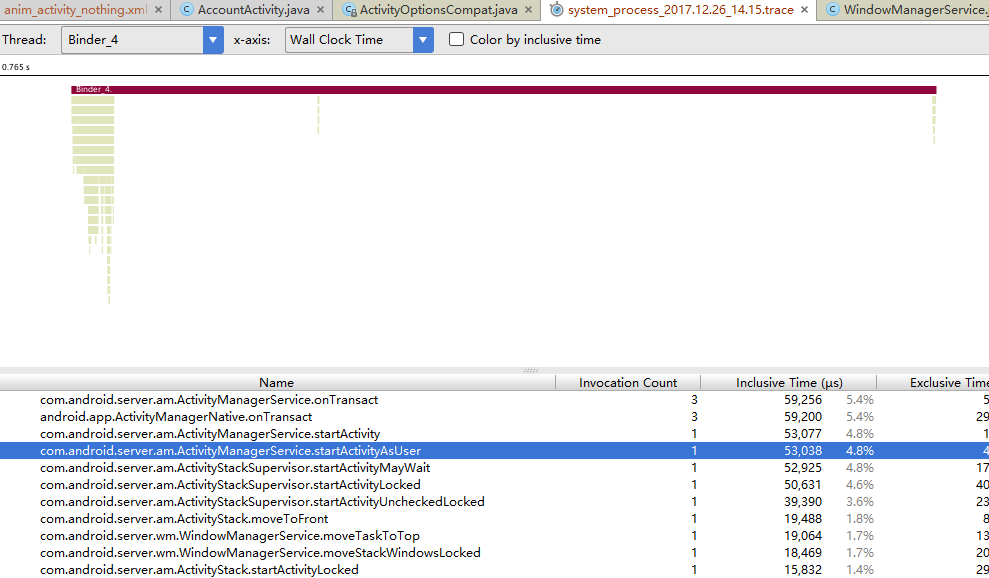 anim_activity_nothing.xml AccountActivity.java ActivityOptionsCompat.java system_process_2017.12.26_14.15.trace WindowManagerService.j
Thread: Binder_4 x-axis: Wall Clock Time Color by inclusive time
0.765 s
Binder_4.
Name Invocation Count Inclusive Time (μs) Exclusive Time
com.android.server.am.ActivityManagerService.onTransact 3 59,256 5.4% 5
android.app.ActivityManagerNative.onTransact 3 59,200 5.4% 29
com.android.server.am.ActivityManagerService.startActivity 1 53,077 4.8% 1
com.android.server.am.ActivityManagerService.startActivityAsUser 1 53,038 4.8% 4
com.android.server.am.ActivityStackSupervisor.startActivityMayWait 1 52,925 4.8% 17
com.android.server.am.ActivityStackSupervisor.startActivityLocked 1 50,631 4.6% 40
com.android.server.am.ActivityStackSupervisor.startActivityUncheckedLocked 1 39,390 3.6% 23
com.android.server.am.ActivityStack.moveToFront 1 19,488 1.8% 8
com.android.server.wm.WindowManagerService.moveTaskToTop 1 19,064 1.7% 13
com.android.server.wm.WindowManagerService.moveStackWindowsLocked 1 18,469 1.7% 20
com.android.server.am.ActivityStack.startActivityLocked 1 15,832 1.4% 29